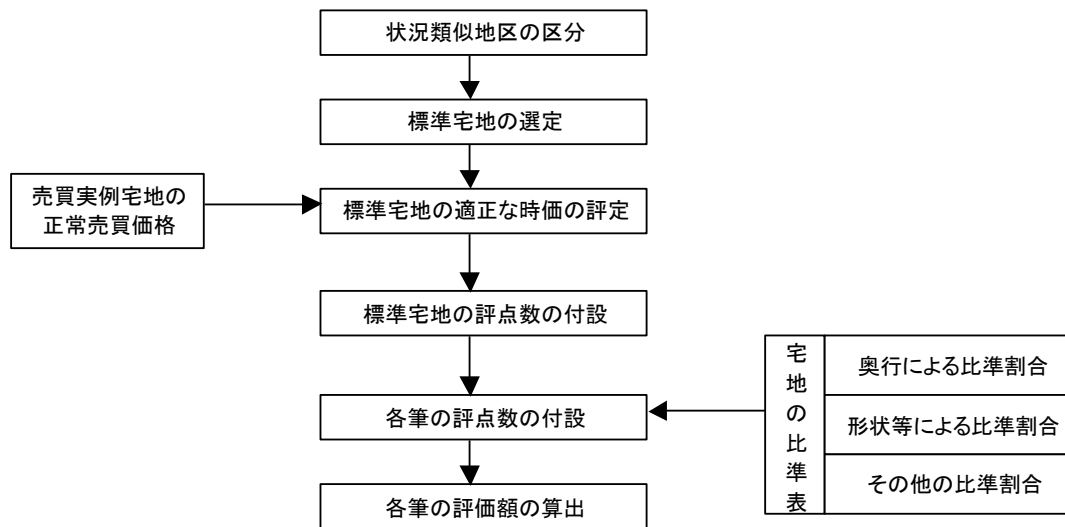 状況類似地区の区分
標準宅地の選定
売買実例宅地の
正常売買価格
標準宅地の適正な時価の評定
標準宅地の評点数の付設
各筆の評点数の付設
宅地の比準表
奥行による比準割合
形状等による比準割合
その他の比準割合
各筆の評価額の算出